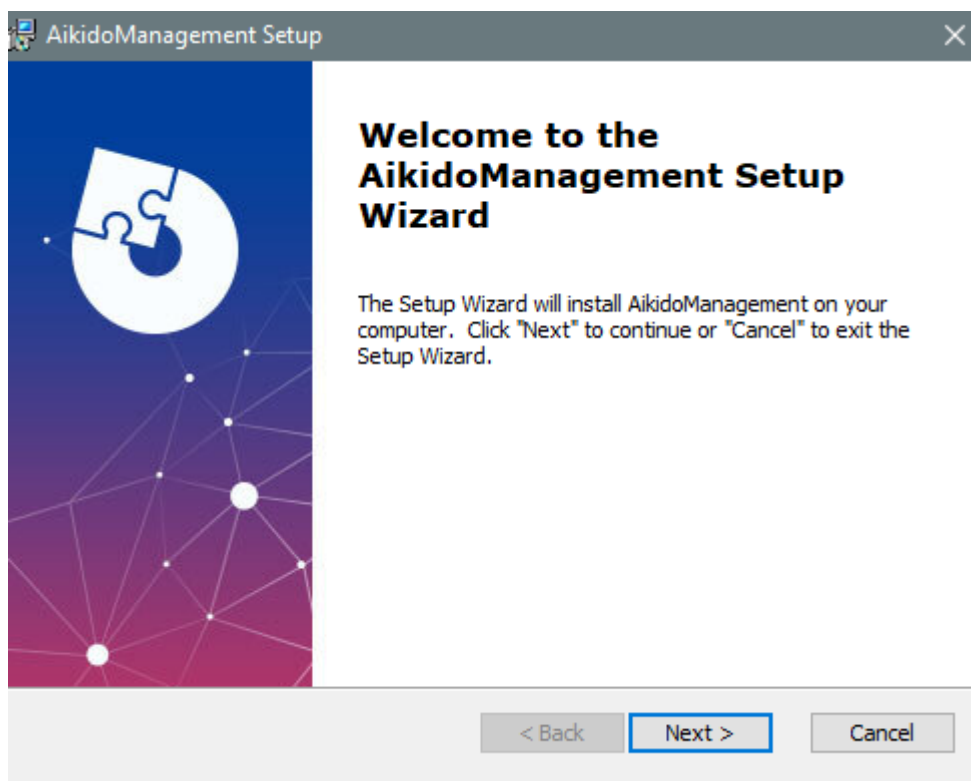 AikidoManagement Setup
Welcome to the
AikidoManagement Setup
Wizard
The Setup Wizard will install AikidoManagement on your
computer.  Click "Next" to continue or "Cancel" to exit the
Setup Wizard.
< Back
Next >
Cancel